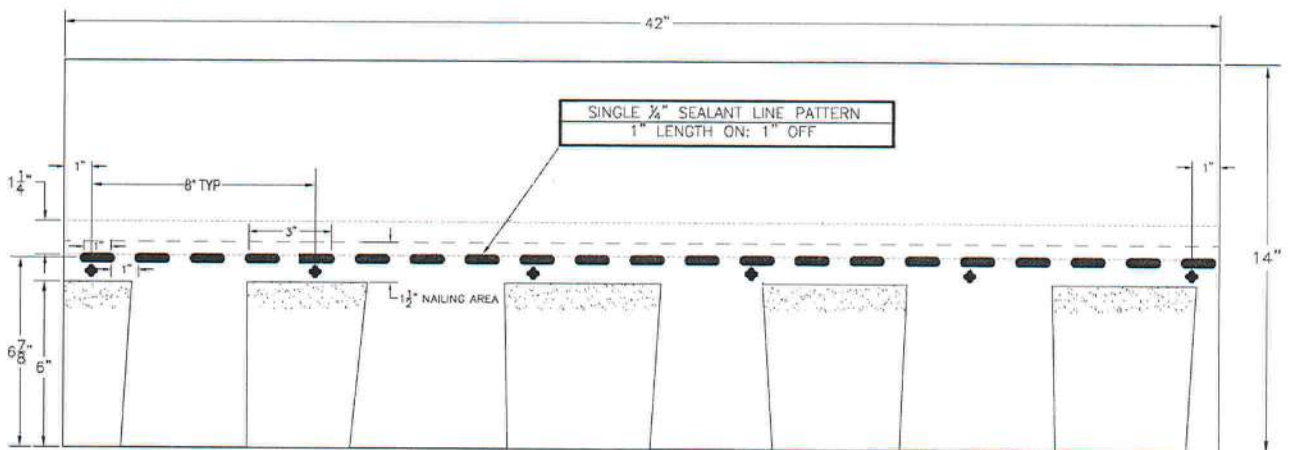 42"
SINGLE ¼" SEALANT LINE PATTERN
1" LENGTH ON: 1" OFF
1"
8" TYP
1"
1¼"
3"
1"
1"
14"
1½" NAILING AREA
6⅞"
6"